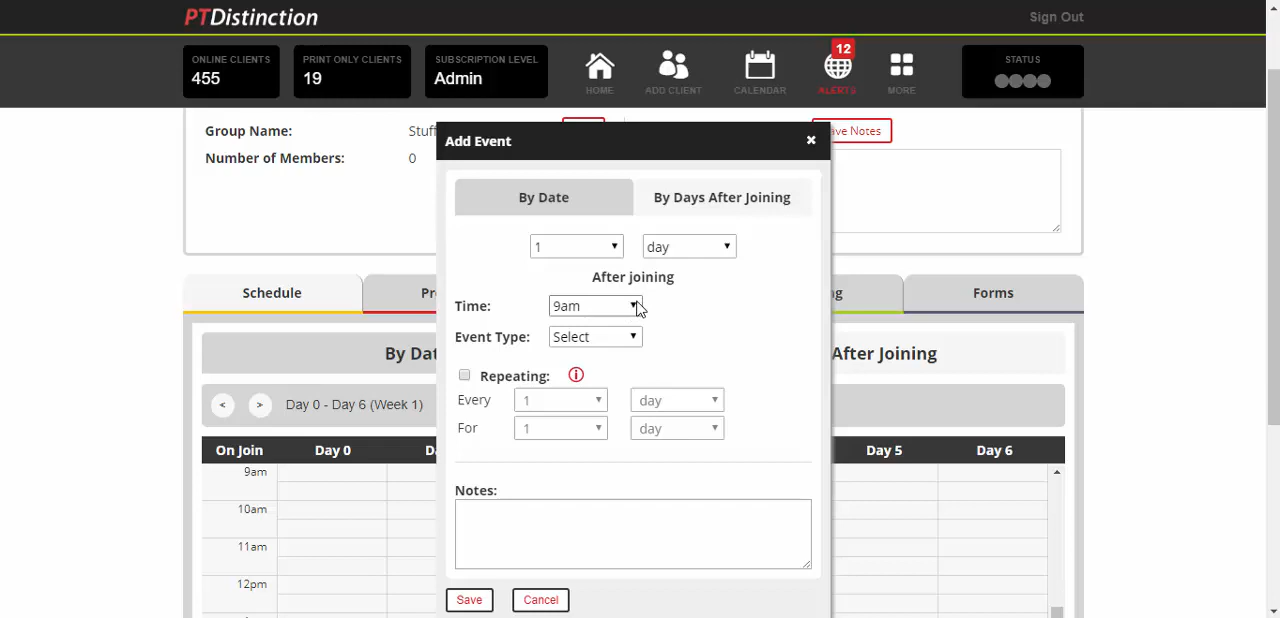 PTDistinction
Sign Out
ONLINE CLIENTS
455
PRINT ONLY CLIENTS
19
SUBSCRIPTION LEVEL
Admin
HOME
ADD CLIENT
CALENDAR
12
ALERTS
MORE
STATUS
Group Name:
Stuff
Number of Members:
0
Notes
Add Event
By Date
By Days After Joining
1
day
After joining
Time:
9am
Event Type:
Select
Repeating:
Every
1
day
For
1
day
Notes:
Save
Cancel
Schedule
Forms
After Joining
< > Day 0 - Day 6 (Week 1)
On Join
Day 0
Day 5
Day 6
9am
10am
11am
12pm